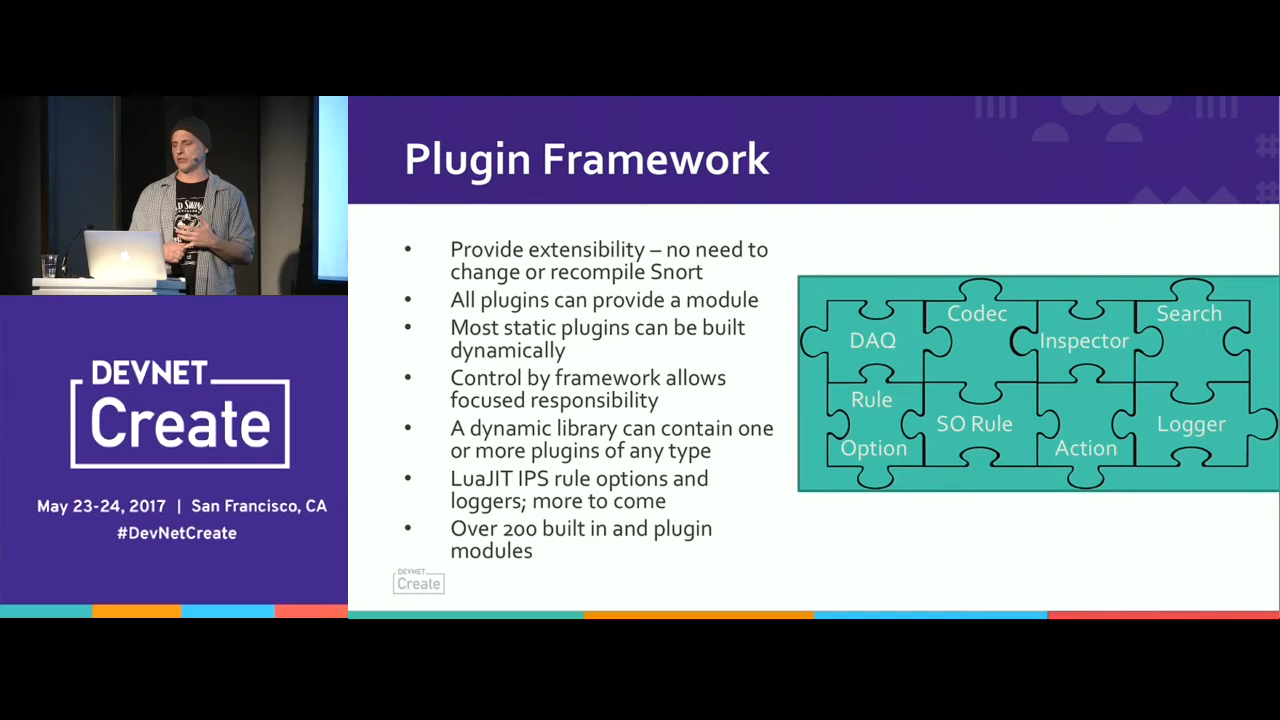 Plugin Framework
• Provide extensibility – no need to
change or recompile Snort
• All plugins can provide a module
• Most static plugins can be built
dynamically
• Control by framework allows
focused responsibility
• A dynamic library can contain one
or more plugins of any type
• LuaJIT IPS rule options and
loggers; more to come
• Over 200 built in and plugin
modules
DAQ
Codec
Inspector
Search
Rule
Option
SO Rule
Action
Logger
DEVNET
Create
DEVNET
Create
May 23-24, 2017 | San Francisco, CA
#DevNetCreate